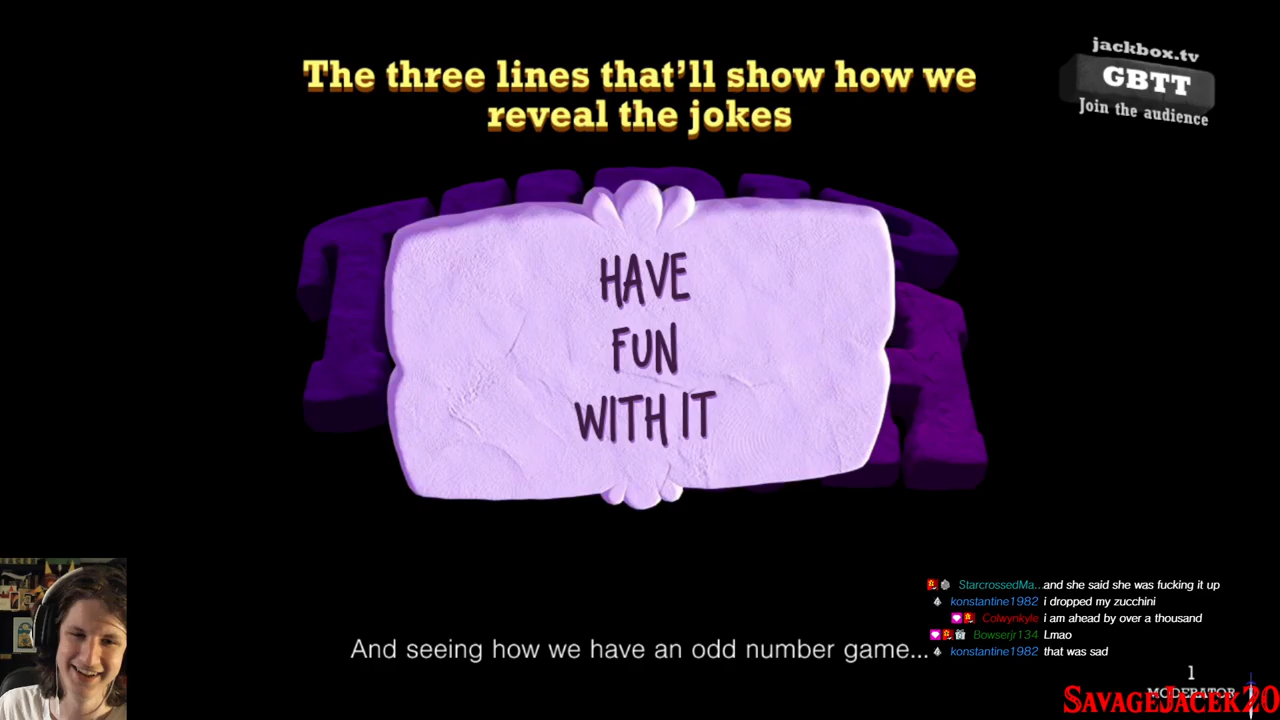 The three lines that'll show how we
reveal the jokes
jackbox.tv
GBTT
Join the audience
HAVE
FUN
WITH IT
StarcrossedMa... and she said she was fucking it up
konstantine1982 i dropped my zucchini
Colwynkyle i am ahead by over a thousand
Bowserjr134 Lmao
konstantine1982 that was sad
And seeing how we have an odd number game...
1
MODERATOR
SAVAGEJACEK20